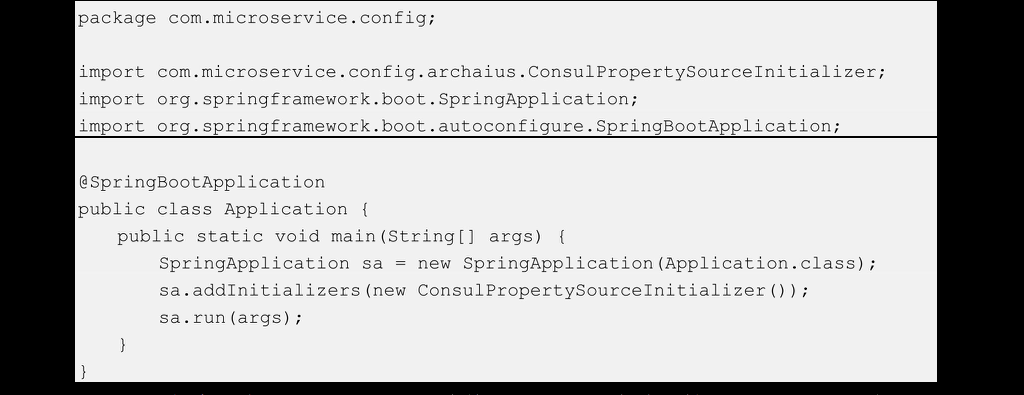 package com.microservice.config;
import com.microservice.config.archaius.ConsulPropertySourceInitializer;
import org.springframework.boot.SpringApplication;
import org.springframework.boot.autoconfigure.SpringBootApplication;
@SpringBootApplication
public class Application {
public static void main(String[] args) {
SpringApplication sa = new SpringApplication(Application.class);
sa.addInitializers(new ConsulPropertySourceInitializer());
sa.run(args);
}
}